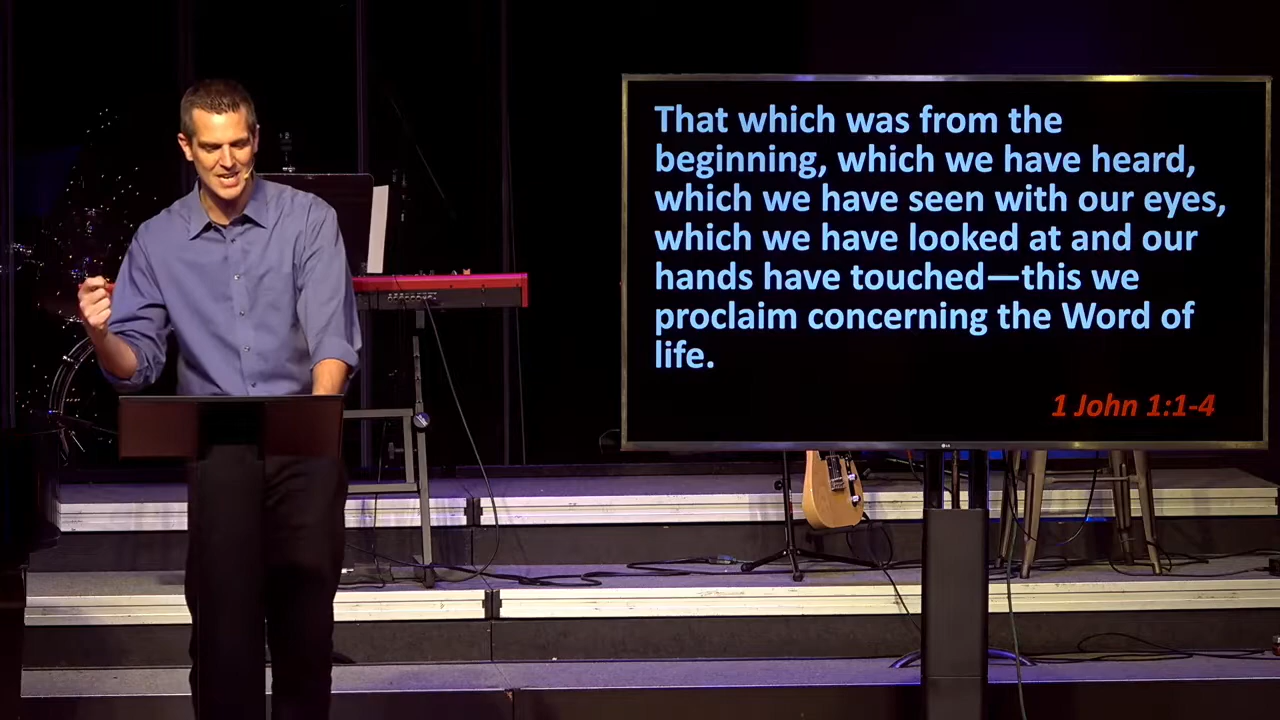 That which was from the
beginning, which we have heard,
which we have seen with our eyes,
which we have looked at and our
hands have touched—this we
proclaim concerning the Word of
life.
1 John 1:1-4
LG